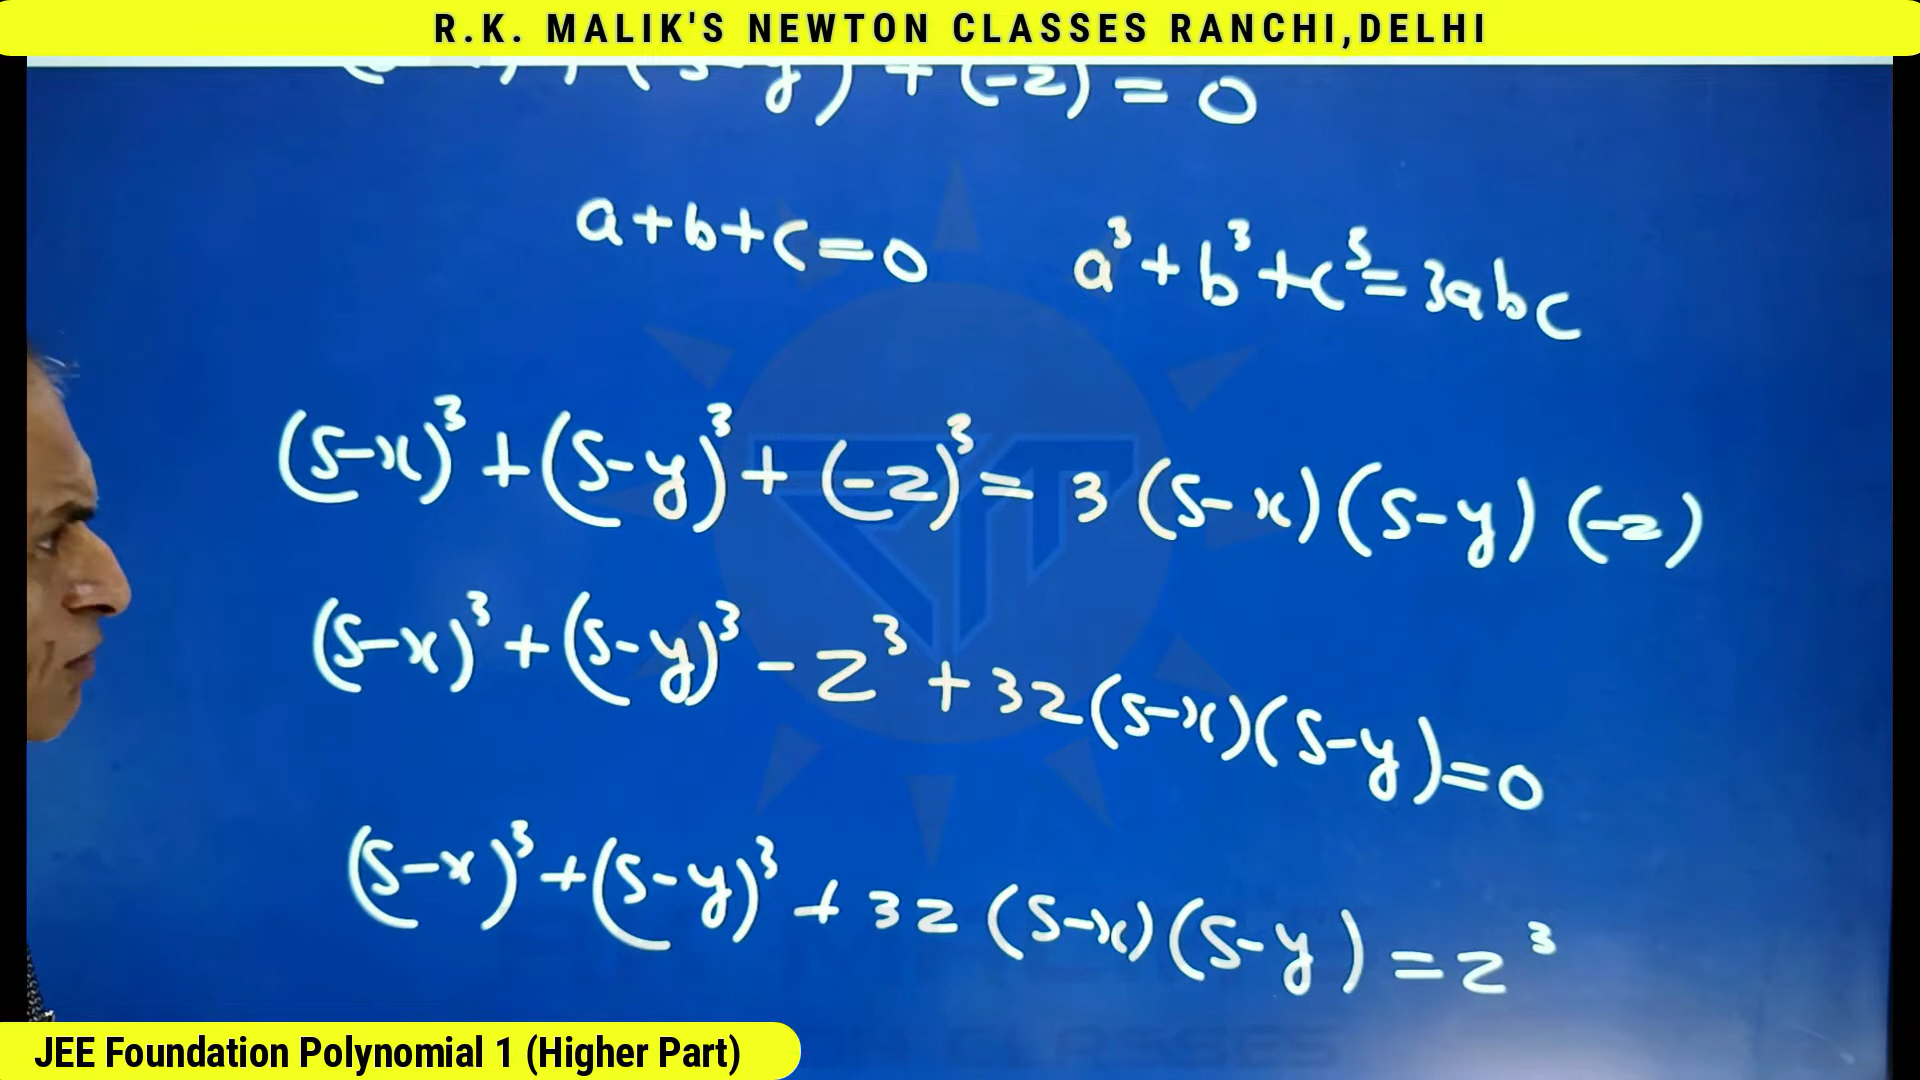 R.K. MALIK'S NEWTON CLASSES RANCHI,DELHI
(s-y) + (-z) = 0
a+b+c=0 a³+b³+c³=3abc
(s-x)³+(s-y)³+(-z)³= 3(s-x)(s-y)(-z)
(s-x)³+(s-y)³-z³+3z(s-x)(s-y)=0
(s-x)³+(s-y)³+3z(s-x)(s-y)=z³
JEE Foundation Polynomial 1 (Higher Part)